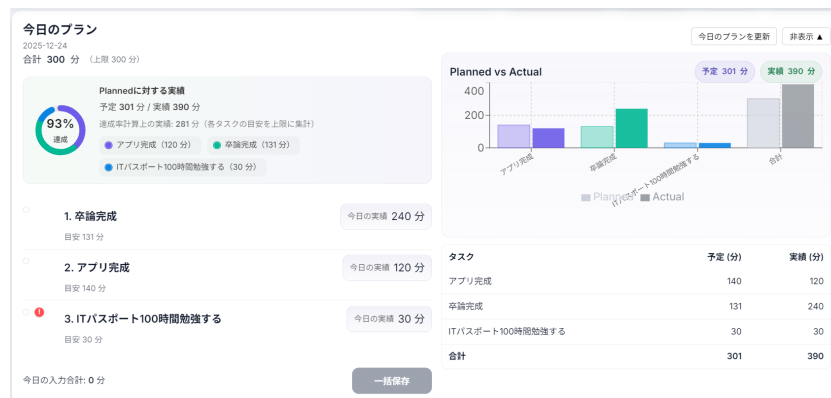 今日のプラン
2025-12-24
合計 300 分 (上限 300 分)
今日のプランを更新
非表示 ▲
Plannedに対する実績
予定 301 分 / 実績 390 分
達成率計算上の実績: 281 分 (各タスクの目安を上限に集計)
93%
達成
アプリ完成 (120 分)
卒論完成 (131 分)
ITパスポート100時間勉強する (30 分)
1. 卒論完成
今日の実績 240 分
目安 131 分
2. アプリ完成
今日の実績 120 分
目安 140 分
!
3. ITパスポート100時間勉強する
今日の実績 30 分
目安 30 分
今日の入力合計: 0 分
一括保存
Planned vs Actual
予定 301 分
実績 390 分
400
200
0
アプリ完成
卒論完成
ITパスポート100時間勉強する
合計
Planned
Actual
タスク 予定 (分) 実績 (分)
アプリ完成 140 120
卒論完成 131 240
ITパスポート100時間勉強する 30 30
合計 301 390